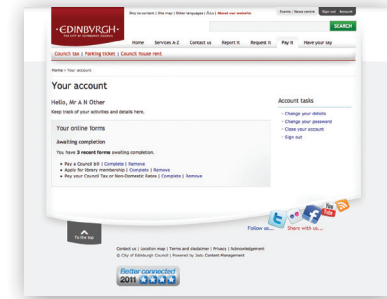 Skip to content | Site map | Other languages | A A A | About our website
Events | News centre Sign out Account
·EDINBVRGH·
THE CITY OF EDINBURGH COUNCIL
SEARCH
Home Services A-Z Contact us Report it Request it Pay it Have your say
Council tax | Parking ticket | Council house rent
Home > Your account
Your account
Hello, Mr A N Other
Keep track of your activities and details here.
Your online forms
Awaiting completion
You have 3 recent forms awaiting completion.
• Pay a Council bill | Complete | Remove
• Apply for library membership | Complete | Remove
• Pay your Council Tax or Non-Domestic Rates | Complete | Remove
Account tasks
Change your details
Change your password
Close your account
Sign out
To the top
Follow us...
Share with us...
You Tube
Contact us | Location map | Terms and disclaimer | Privacy | Acknowledgement
© City of Edinburgh Council | Powered by Jadu Content Management
Better connected
2011